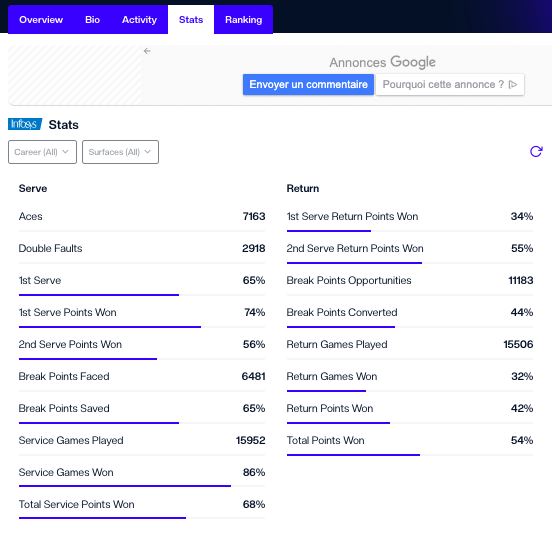 Overview Bio Activity Stats Ranking
Annonces Google
Envoyer un commentaire Pourquoi cette annonce ?
Infosys Stats
Career (All) Surfaces (All)
Serve
Aces 7163
Double Faults 2918
1st Serve 65%
1st Serve Points Won 74%
2nd Serve Points Won 56%
Break Points Faced 6481
Break Points Saved 65%
Service Games Played 15952
Service Games Won 86%
Total Service Points Won 68%
Return
1st Serve Return Points Won 34%
2nd Serve Return Points Won 55%
Break Points Opportunities 11183
Break Points Converted 44%
Return Games Played 15506
Return Games Won 32%
Return Points Won 42%
Total Points Won 54%